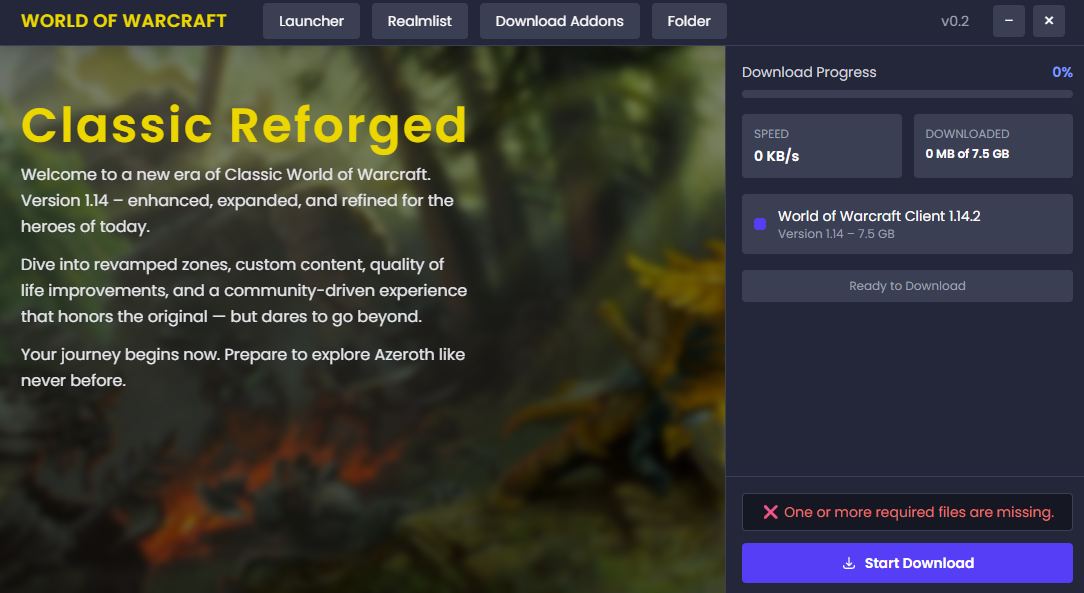 WORLD OF WARCRAFT
Launcher
Realmlist
Download Addons
Folder
v0.2
Classic Reforged
Welcome to a new era of Classic World of Warcraft.
Version 1.14 – enhanced, expanded, and refined for the
heroes of today.
Dive into revamped zones, custom content, quality of
life improvements, and a community-driven experience
that honors the original — but dares to go beyond.
Your journey begins now. Prepare to explore Azeroth like
never before.
Download Progress
0%
SPEED
0 KB/s
DOWNLOADED
0 MB of 7.5 GB
World of Warcraft Client 1.14.2
Version 1.14 – 7.5 GB
Ready to Download
❌ One or more required files are missing.
Start Download